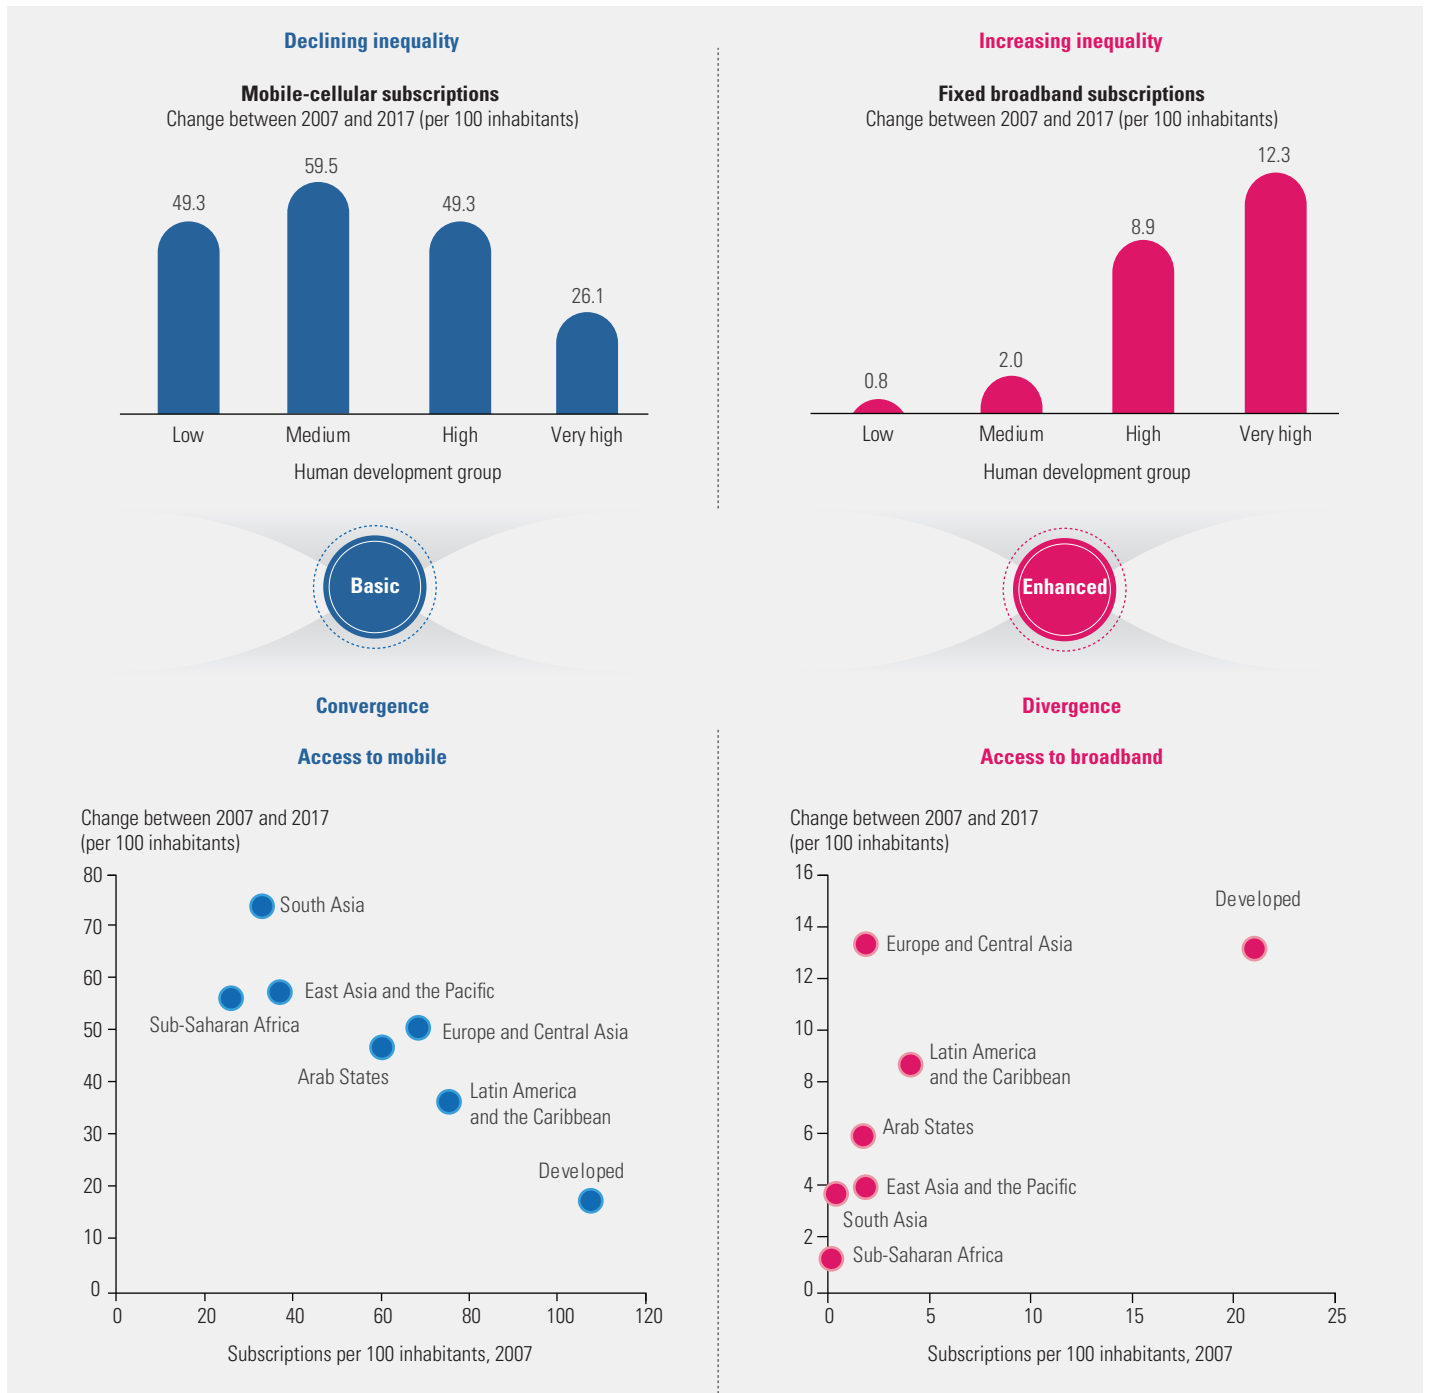 Declining inequality
Mobile-cellular subscriptions
Change between 2007 and 2017 (per 100 inhabitants)
49.3
59.5
49.3
26.1
Low
Medium
High
Very high
Human development group
Increasing inequality
Fixed broadband subscriptions
Change between 2007 and 2017 (per 100 inhabitants)
0.8
2.0
8.9
12.3
Low
Medium
High
Very high
Human development group
Basic
Enhanced
Convergence
Access to mobile
Change between 2007 and 2017
(per 100 inhabitants)
80
70
60
50
40
30
20
10
0
South Asia
East Asia and the Pacific
Sub-Saharan Africa
Europe and Central Asia
Arab States
Latin America
and the Caribbean
Developed
0
20
40
60
80
100
120
Subscriptions per 100 inhabitants, 2007
Divergence
Access to broadband
Change between 2007 and 2017
(per 100 inhabitants)
16
14
12
10
8
6
4
2
0
Developed
Europe and Central Asia
Latin America
and the Caribbean
Arab States
East Asia and the Pacific
South Asia
Sub-Saharan Africa
0
5
10
15
20
25
Subscriptions per 100 inhabitants, 2007